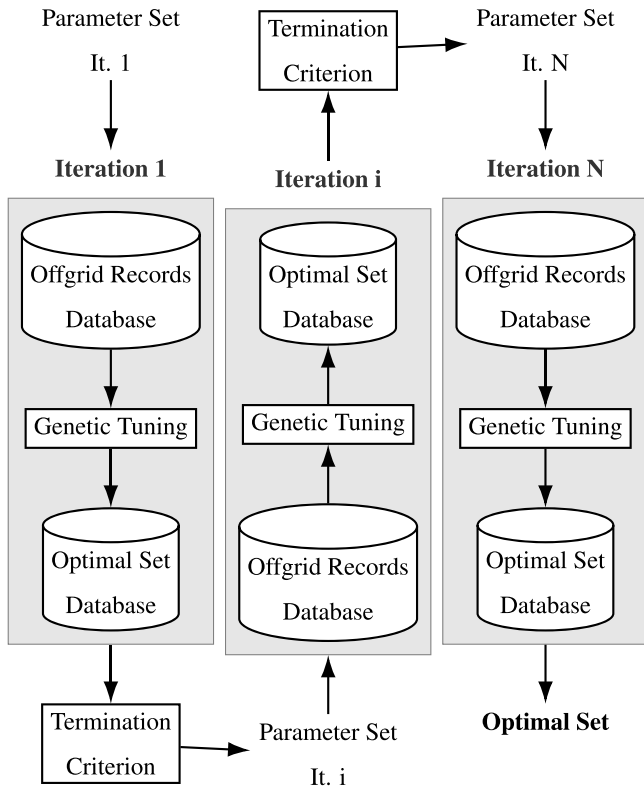 Parameter Set
It. 1
Iteration 1
Offgrid Records
Database
Genetic Tuning
Optimal Set
Database
Termination
Criterion
Parameter Set
It. i
Offgrid Records
Database
Genetic Tuning
Optimal Set
Database
Iteration i
Termination
Criterion
Parameter Set
It. N
Iteration N
Offgrid Records
Database
Genetic Tuning
Optimal Set
Database
Optimal Set